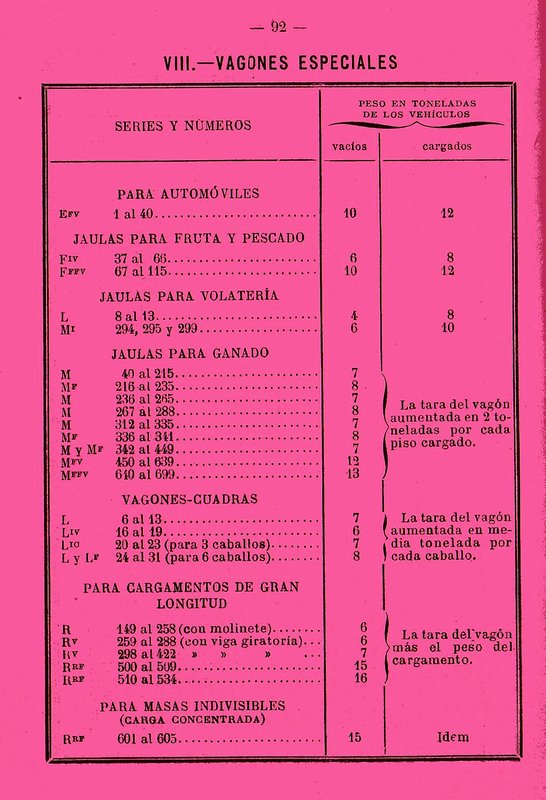 — 92 —
VIII.—VAGONES ESPECIALES
SERIES Y NÚMEROS
PESO EN TONELADAS
DE LOS VEHÍCULOS
vacíos cargados
PARA AUTOMÓVILES
EFV 1 al 40........................ 10 12
JAULAS PARA FRUTA Y PESCADO
FIV 37 al 66...................... 6 8
FFFV 67 al 115...................... 10 12
JAULAS PARA VOLATERÍA
L 8 al 13........................ 4 8
MI 294, 295 y 299.................. 6 10
JAULAS PARA GANADO
M 40 al 215..................... 7
MF 216 al 235..................... 8
M 236 al 265..................... 7
M 267 al 288..................... 8
M 312 al 335..................... 7
MF 336 al 341..................... 8
M y MF 342 al 449..................... 7
MFV 450 al 639..................... 12
MFFV 640 al 699..................... 13
La tara del vagón
aumentada en 2 to-
neladas por cada
piso cargado.
VAGONES-CUADRAS
L 6 al 13....................... 7
LIV 16 al 19....................... 6
LIO 20 al 23 (para 3 caballos)....... 7
L y LF 24 al 31 (para 6 caballos)....... 8
La tara del vagón
aumentada en me-
dia tonelada por
cada caballo.
PARA CARGAMENTOS DE GRAN
LONGITUD
R 149 al 258 (con molinete)....... 6
RV 259 al 288 (con viga giratoría)... 6
RV 298 al 422 » » » ... 7
RRF 500 al 509..................... 15
RRF 510 al 534..................... 16
La tara del vagón
más el peso del
cargamento.
PARA MASAS INDIVISIBLES
(CARGA CONCENTRADA)
RRF 601 al 605..................... 15 Idem